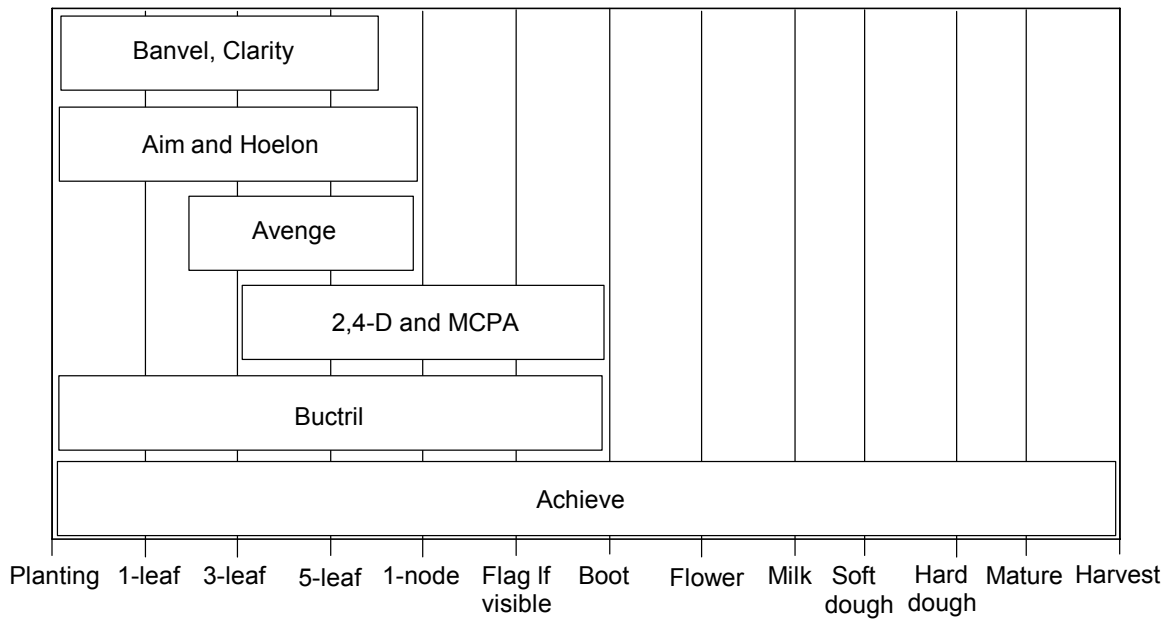 Banvel, Clarity
Aim and Hoelon
Avenge
2,4-D and MCPA
Buctril
Achieve
Planting 1-leaf 3-leaf 5-leaf 1-node Flag lf Boot Flower Milk Soft Hard Mature Harvest
visible dough dough